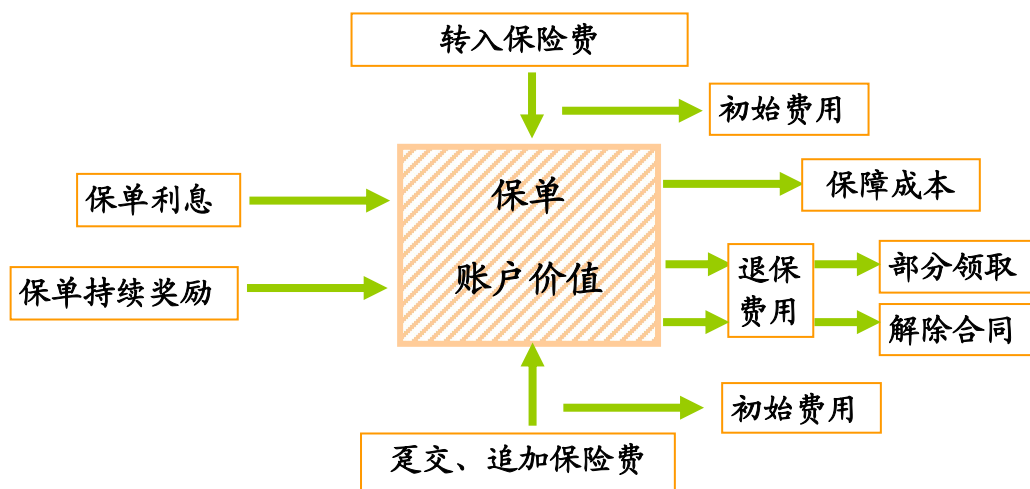 转入保险费
初始费用
保单利息
保单
账户价值
保障成本
保单持续奖励
退保
费用
部分领取
解除合同
初始费用
趸交、追加保险费